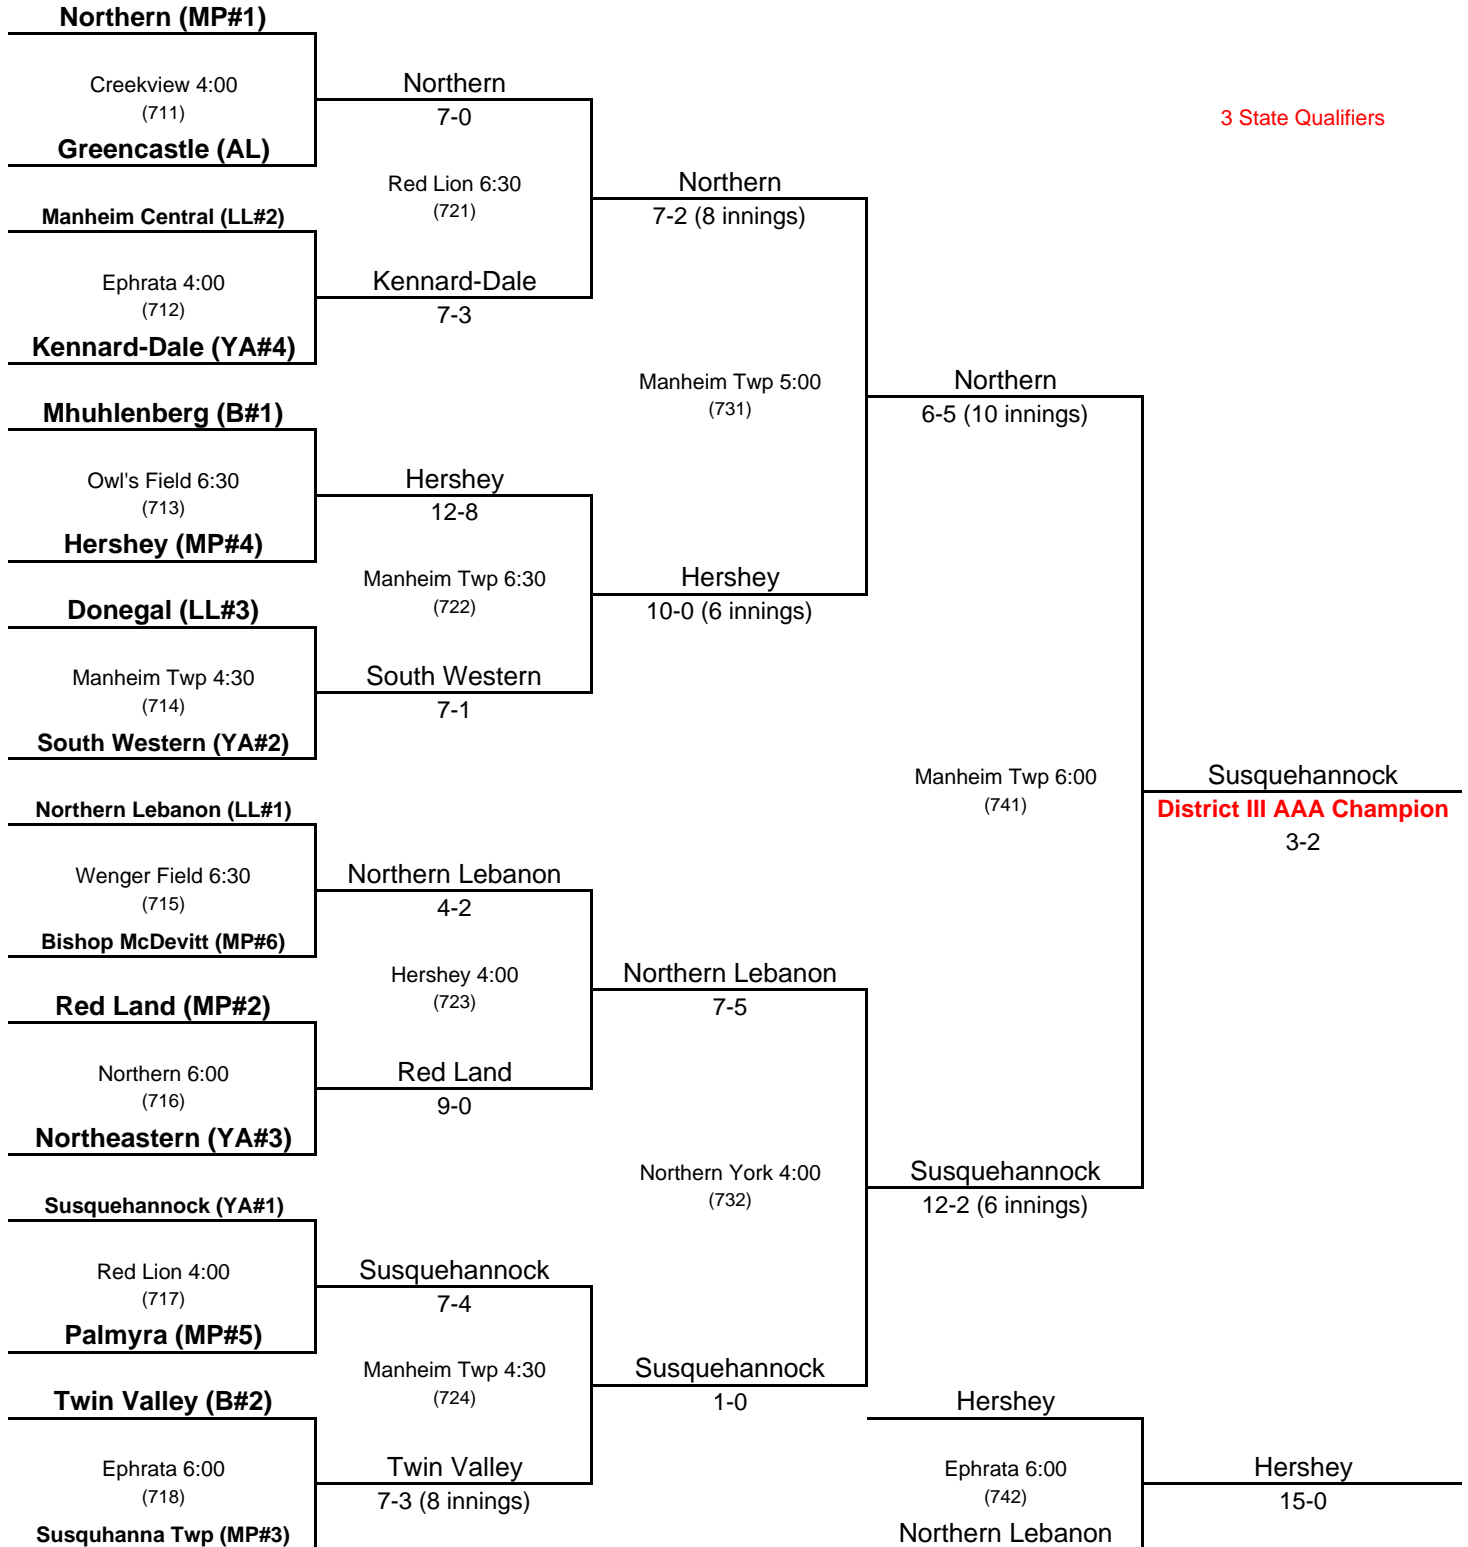 Northern (MP#1)
Creekview 4:00
(711)
Greencastle (AL)
Northern
7-0
3 State Qualifiers
Manheim Central (LL#2)
Ephrata 4:00
(712)
Kennard-Dale (YA#4)
Red Lion 6:30
(721)
Kennard-Dale
7-3
Northern
7-2 (8 innings)
Mhuhlenberg (B#1)
Owl's Field 6:30
(713)
Hershey (MP#4)
Hershey
12-8
Manheim Twp 5:00
(731)
Northern
6-5 (10 innings)
Donegal (LL#3)
Manheim Twp 4:30
(714)
South Western (YA#2)
Manheim Twp 6:30
(722)
South Western
7-1
Hershey
10-0 (6 innings)
Manheim Twp 6:00
(741)
Susquehannock
District III AAA Champion
3-2
Northern Lebanon (LL#1)
Wenger Field 6:30
(715)
Bishop McDevitt (MP#6)
Northern Lebanon
4-2
Hershey 4:00
(723)
Northern Lebanon
7-5
Red Land (MP#2)
Northern 6:00
(716)
Northeastern (YA#3)
Red Land
9-0
Northern York 4:00
(732)
Susquehannock
12-2 (6 innings)
Susquehannock (YA#1)
Red Lion 4:00
(717)
Palmyra (MP#5)
Susquehannock
7-4
Manheim Twp 4:30
(724)
Susquehannock
1-0
Twin Valley (B#2)
Ephrata 6:00
(718)
Susquhanna Twp (MP#3)
Twin Valley
7-3 (8 innings)
Hershey
Ephrata 6:00
(742)
Northern Lebanon
Hershey
15-0